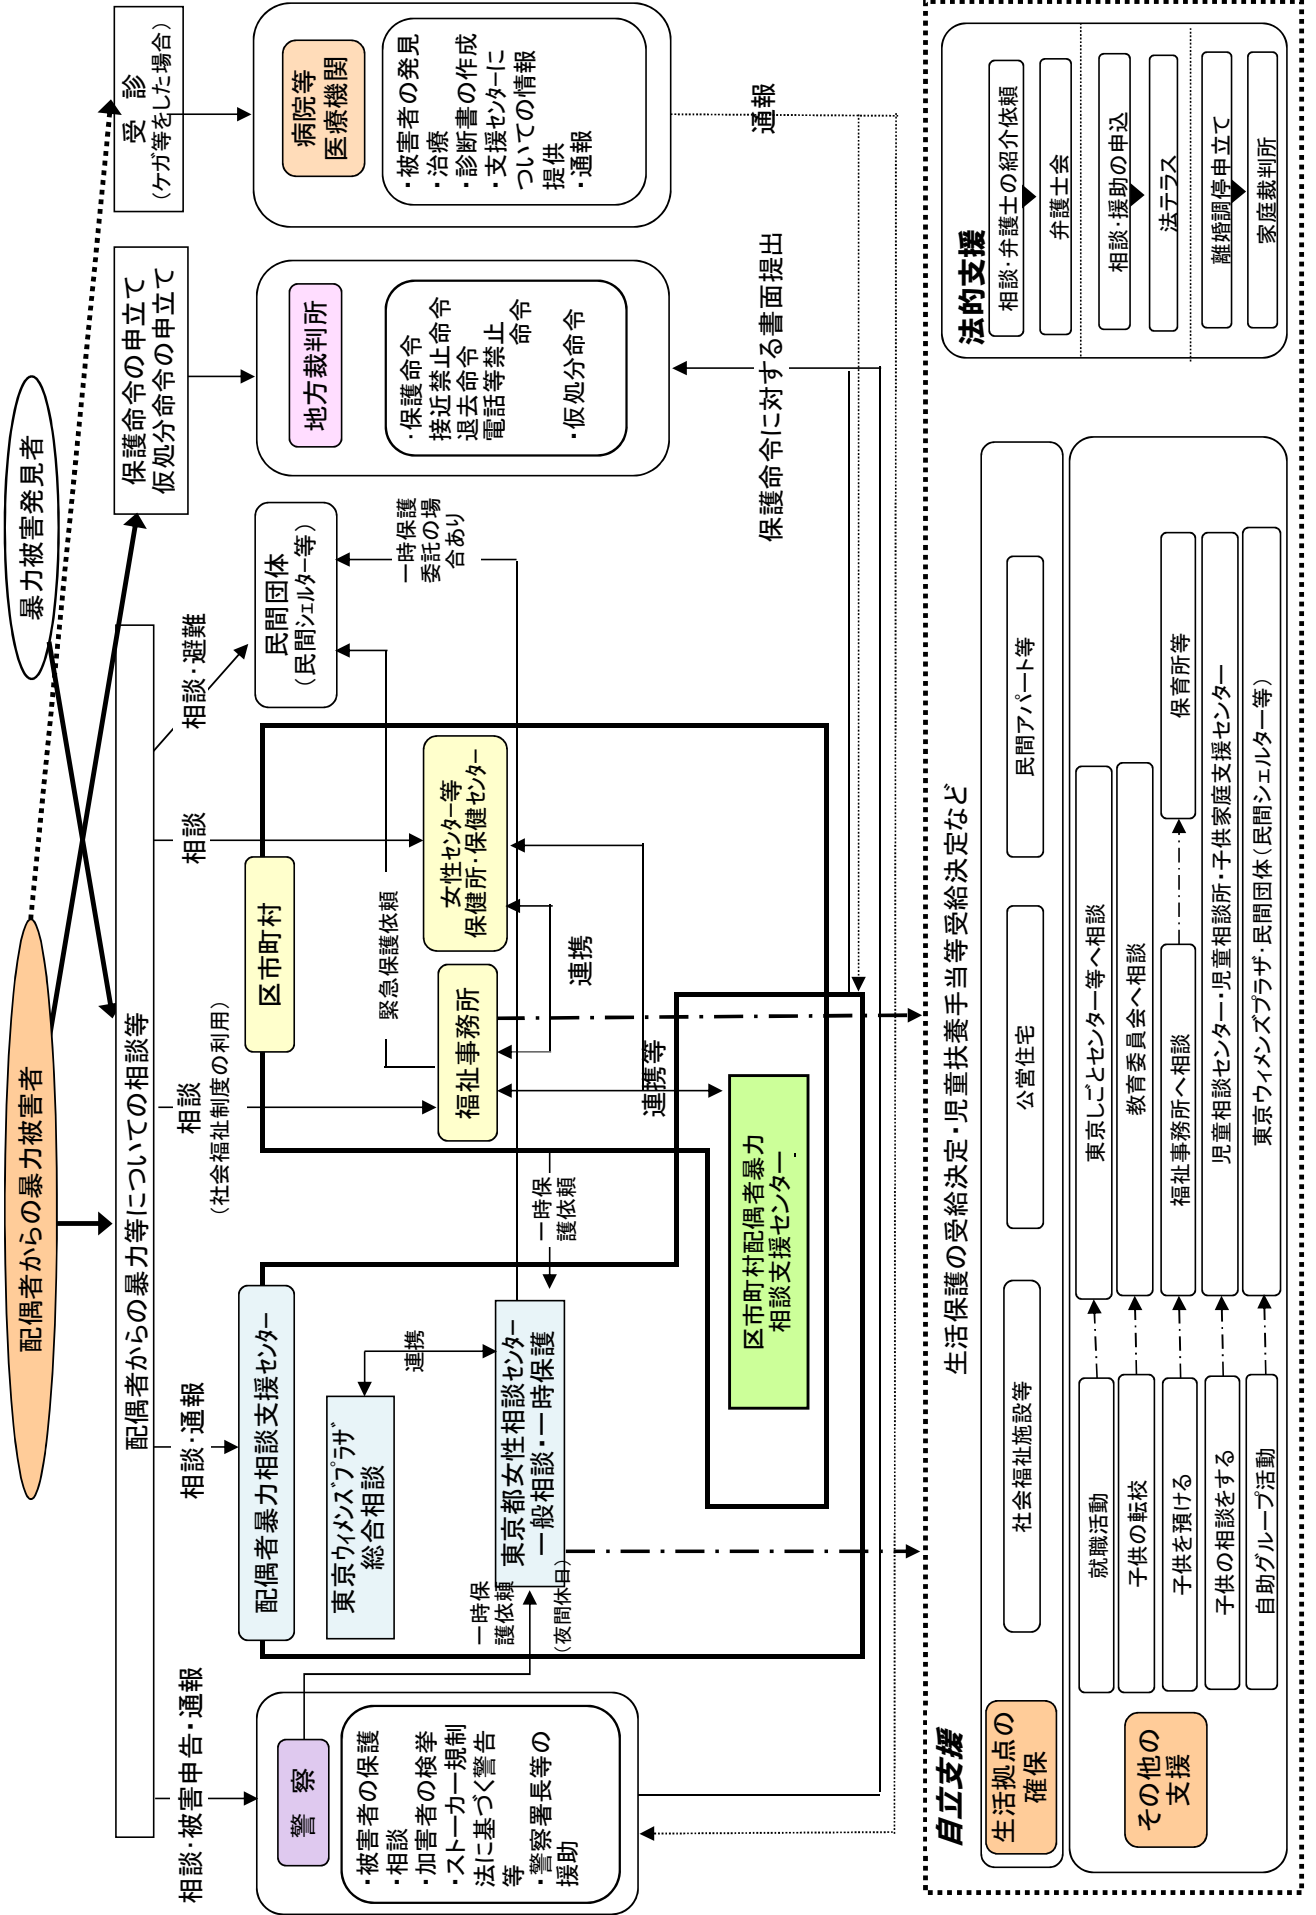 配偶者からの暴力被害者
暴力被害発見者
配偶者からの暴力等についての相談等
保護命令の申立て
仮処分命令の申立て
受　診
（ケガ等をした場合）
相談・被害申告・通報
相談・通報
相談
（社会福祉制度の利用）
相談
相談・避難
警　察
・被害者の保護
・相談
・加害者の検挙
・ストーカー規制
法に基づく警告
等
・警察署長等の
援助
配偶者暴力相談支援センター
東京ウィメンズプラザ
総合相談
連携
東京都女性相談センター
一般相談・一時保護
一時保
護依頼
（夜間休日）
一時保
護依頼
区市町村
福祉事務所
女性センター等
保健所・保健センター
緊急保護依頼
連携
連携等
区市町村配偶者暴力
相談支援センター
民間団体
（民間シェルター等）
一時保護
委託の場
合あり
地方裁判所
・保護命令
接近禁止命令
退去命令
電話等禁止
命令
・仮処分命令
病院等
医療機関
・被害者の発見
・治療
・診断書の作成
・支援センターに
ついての情報
提供
・通報
保護命令に対する書面提出
通報
自立支援
生活保護の受給決定・児童扶養手当等受給決定など
生活拠点の
確保
社会福祉施設等
公営住宅
民間アパート等
その他の
支援
就職活動
東京しごとセンター等へ相談
子供の転校
教育委員会へ相談
子供を預ける
福祉事務所へ相談
保育所等
子供の相談をする
児童相談センター・児童相談所・子供家庭支援センター
自助グループ活動
東京ウィメンズプラザ・民間団体（民間シェルター等）
法的支援
相談・弁護士の紹介依頼
弁護士会
相談・援助の申込
法テラス
離婚調停申立て
家庭裁判所